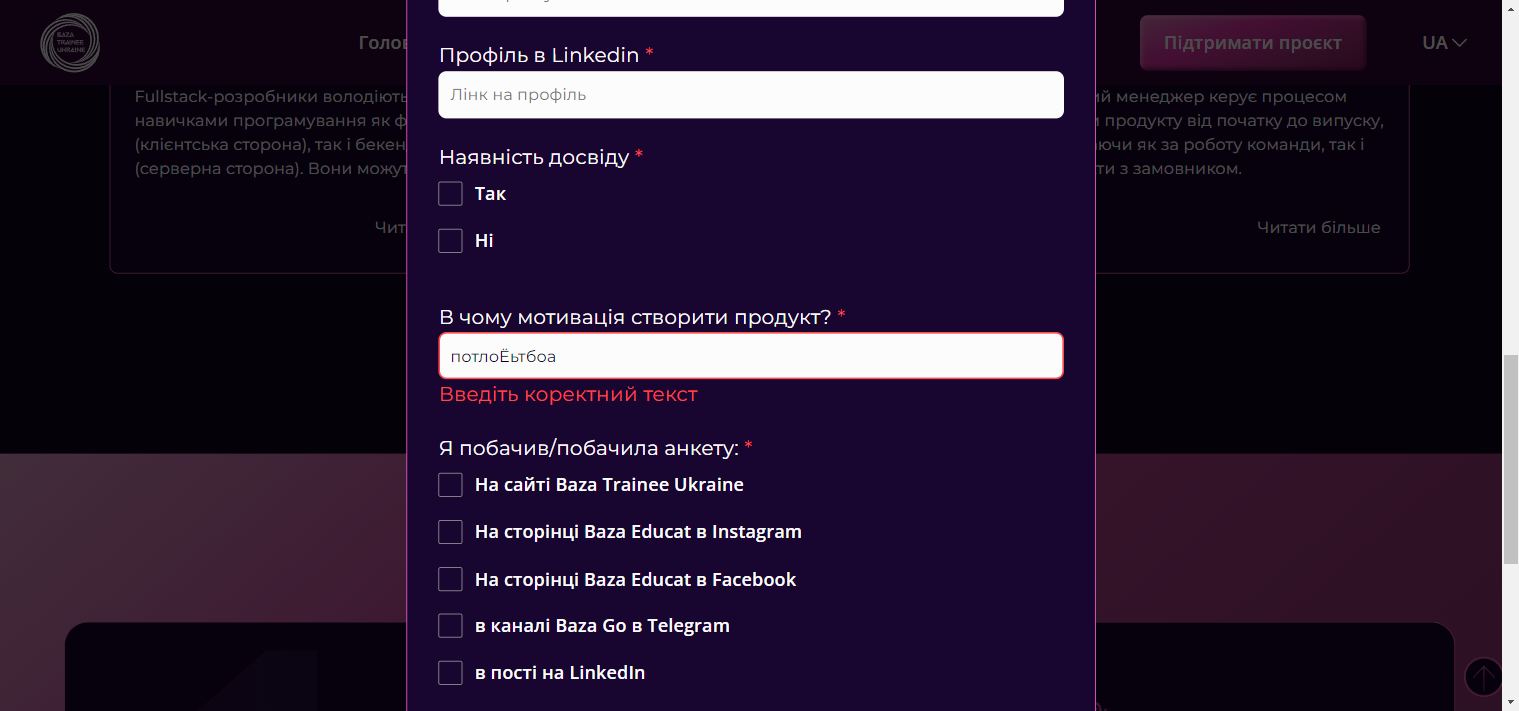 BAZA
TRAINEE
UKRAINE
Голов
Підтримати проєкт
UA
Профіль в Linkedin *
Лінк на профіль
Fullstack-розробники володіють
навичками програмування як ф
(клієнтська сторона), так і бекен
(серверна сторона). Вони можут
ий менеджер керує процесом
и продукту від початку до випуску,
ючи як за роботу команди, так і
ти з замовником.
Наявність досвіду *
Так
Ні
Чит
Читати більше
В чому мотивація створити продукт? *
потлоЁьтбоа
Введіть коректний текст
Я побачив/побачила анкету: *
На сайті Baza Trainee Ukraine
На сторінці Baza Educat в Instagram
На сторінці Baza Educat в Facebook
в каналі Baza Go в Telegram
в пості на LinkedIn